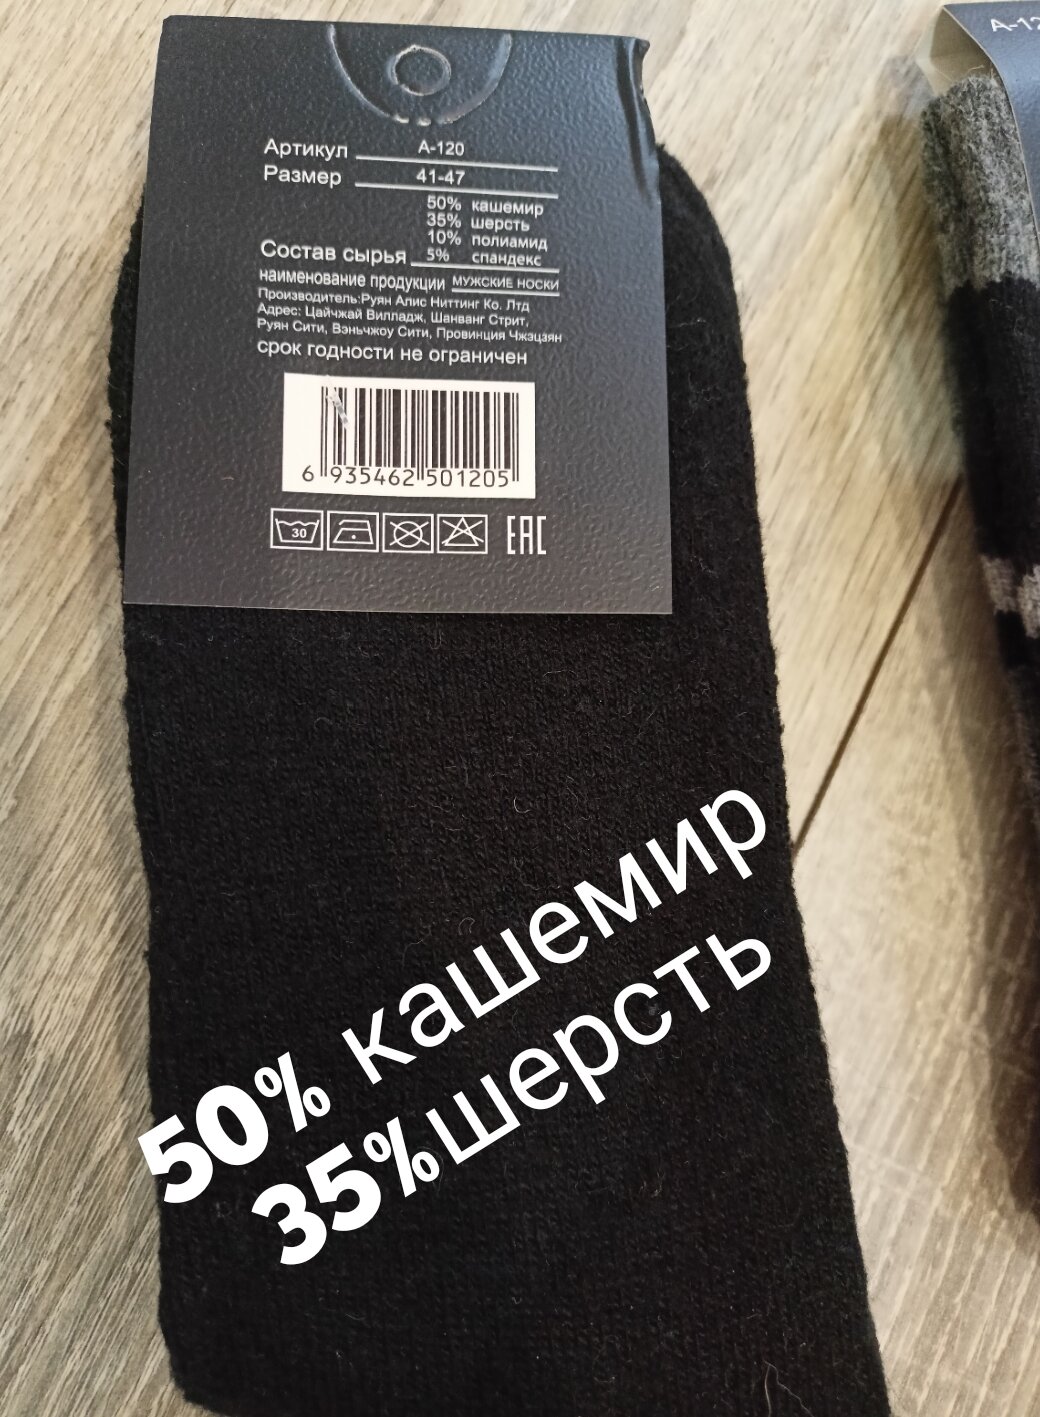 Артикул А-120
Размер 41-47
50% кашемир
35% шерсть
10% полиамид
Состав сырья 5% спандекс
наименование продукции МУЖСКИЕ НОСКИ
Производитель:Руян Алис Ниттинг Ко. Лтд
Адрес: Цайчжай Вилладж, Шанванг Стрит,
Руян Сити, Вэньчжоу Сити, Провинция Чжэцзян
срок годности не ограничен
6 935462 501205
30
EAC
50% кашемир
35%шерсть